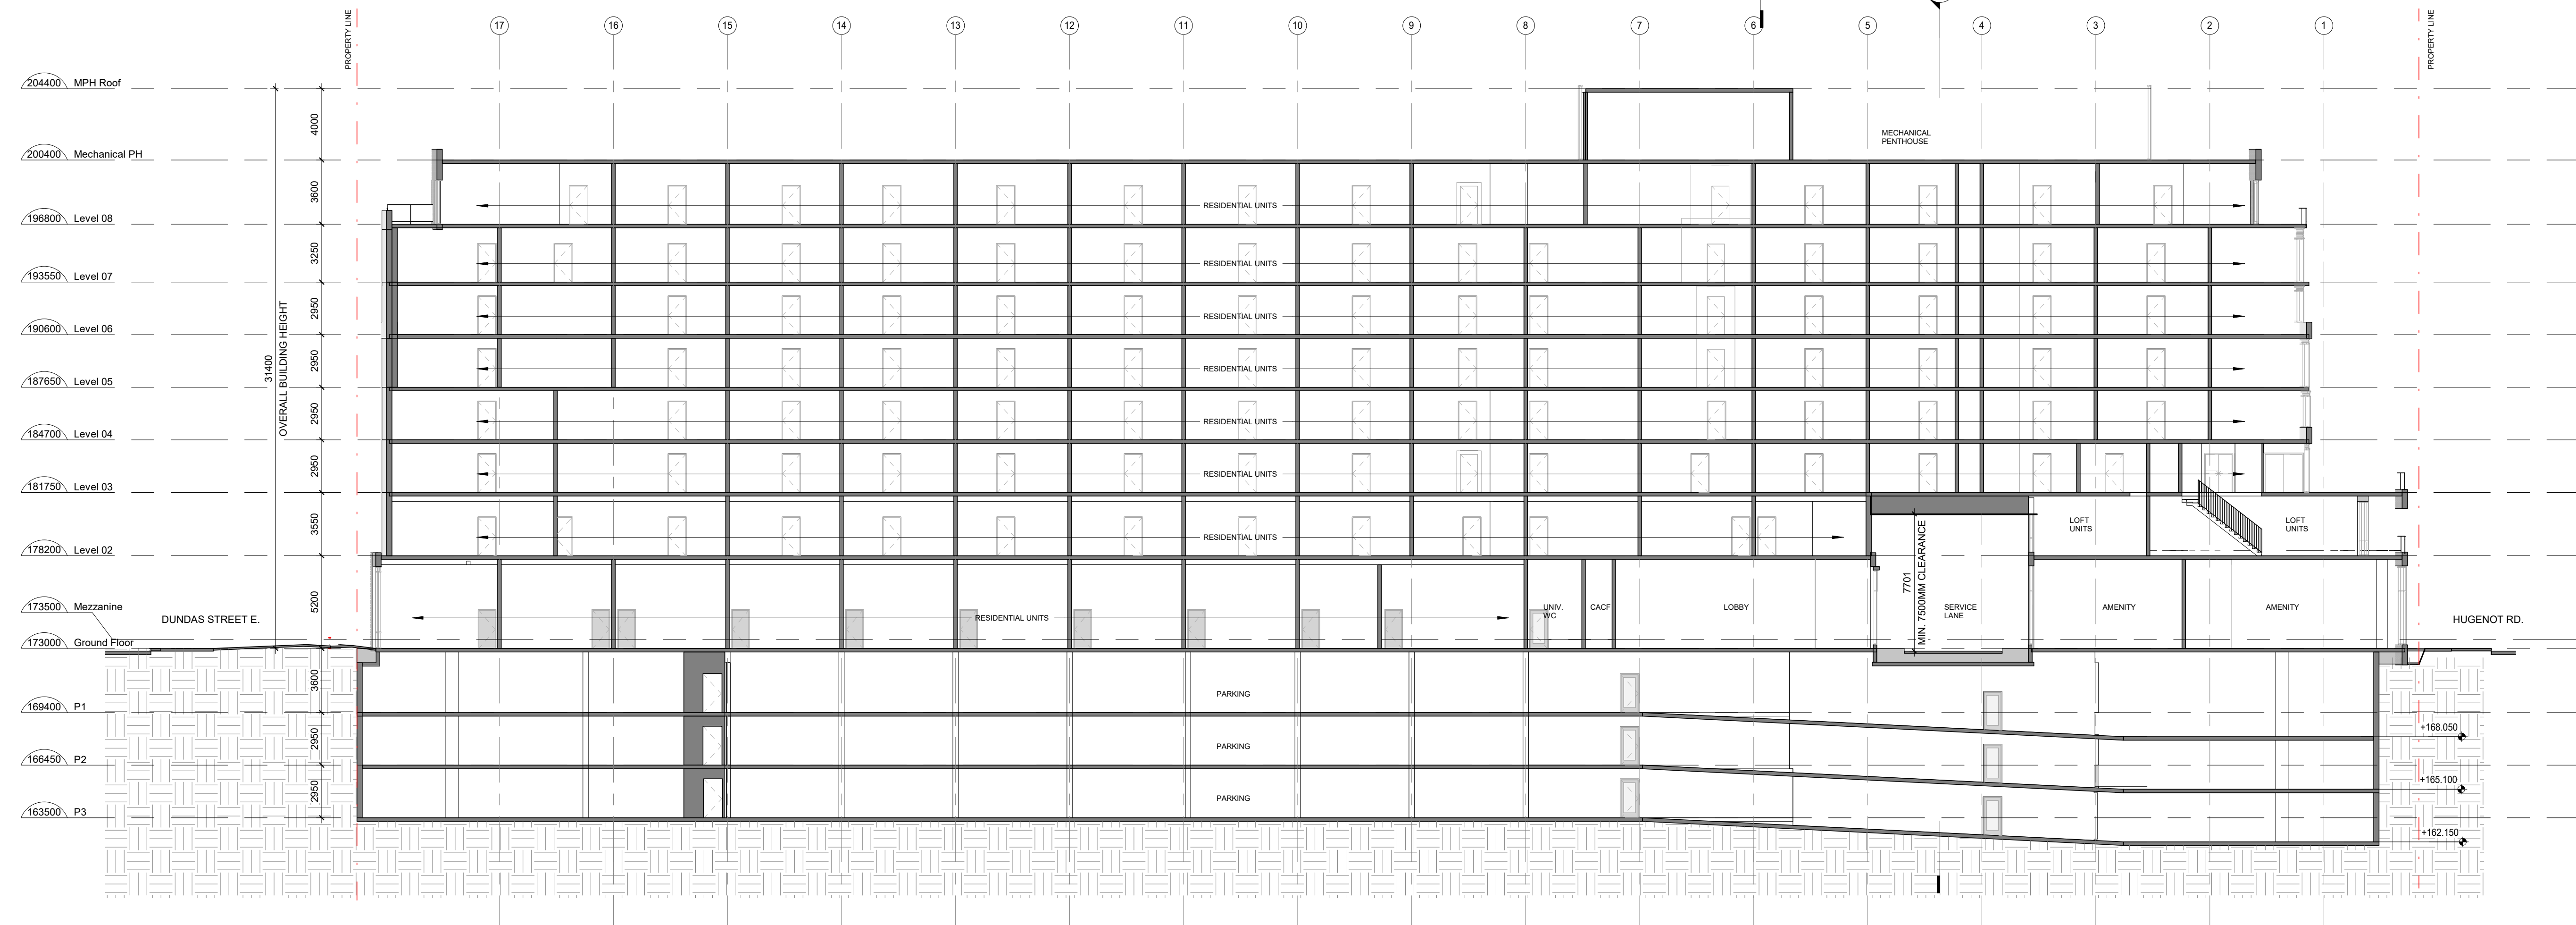 PROPERTY LINE
17
16
15
14
13
12
11
10
9
8
7
6
5
4
3
2
1
PROPERTY LINE
204400 MPH Roof
4000
MECHANICAL
PENTHOUSE
200400 Mechanical PH
3600
RESIDENTIAL UNITS
196800 Level 08
3250
RESIDENTIAL UNITS
193550 Level 07
2950
RESIDENTIAL UNITS
190600 Level 06
31400
OVERALL BUILDING HEIGHT
2950
RESIDENTIAL UNITS
187650 Level 05
2950
RESIDENTIAL UNITS
184700 Level 04
2950
RESIDENTIAL UNITS
181750 Level 03
3550
RESIDENTIAL UNITS
LOFT
UNITS
LOFT
UNITS
178200 Level 02
5200
7701
MIN. 7500MM CLEARANCE
173500 Mezzanine
DUNDAS STREET E.
RESIDENTIAL UNITS
UNIV.
WC
CACF
LOBBY
SERVICE
LANE
AMENITY
AMENITY
HUGENOT RD.
173000 Ground Floor
3600
PARKING
169400 P1
+168.050
2950
PARKING
166450 P2
+165.100
2950
PARKING
163500 P3
+162.150